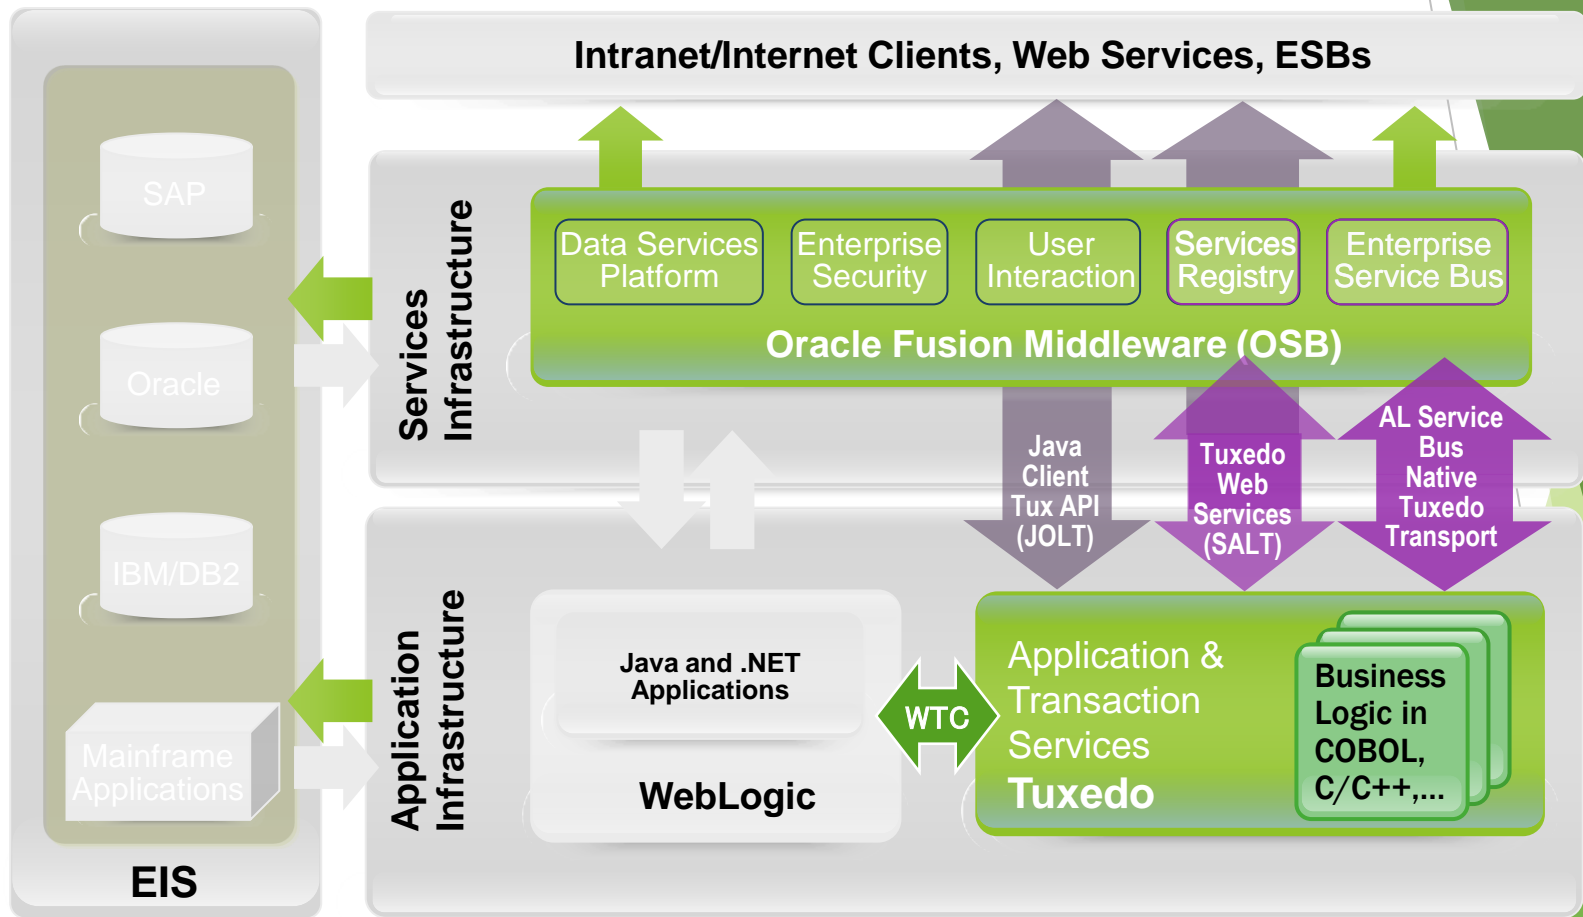 Intranet/Internet Clients, Web Services, ESBs
SAP
Oracle
IBM/DB2
Mainframe
Applications
EIS
Services
Infrastructure
Data Services
Platform
Enterprise
Security
User
Interaction
Services
Registry
Enterprise
Service Bus
Oracle Fusion Middleware (OSB)
Java
Client
Tux API
(JOLT)
Tuxedo
Web
Services
(SALT)
AL Service
Bus
Native
Tuxedo
Transport
Application
Infrastructure
Java and .NET
Applications
WebLogic
WTC
Application &
Transaction
Services
Tuxedo
Business
Logic in
COBOL,
C/C++,...